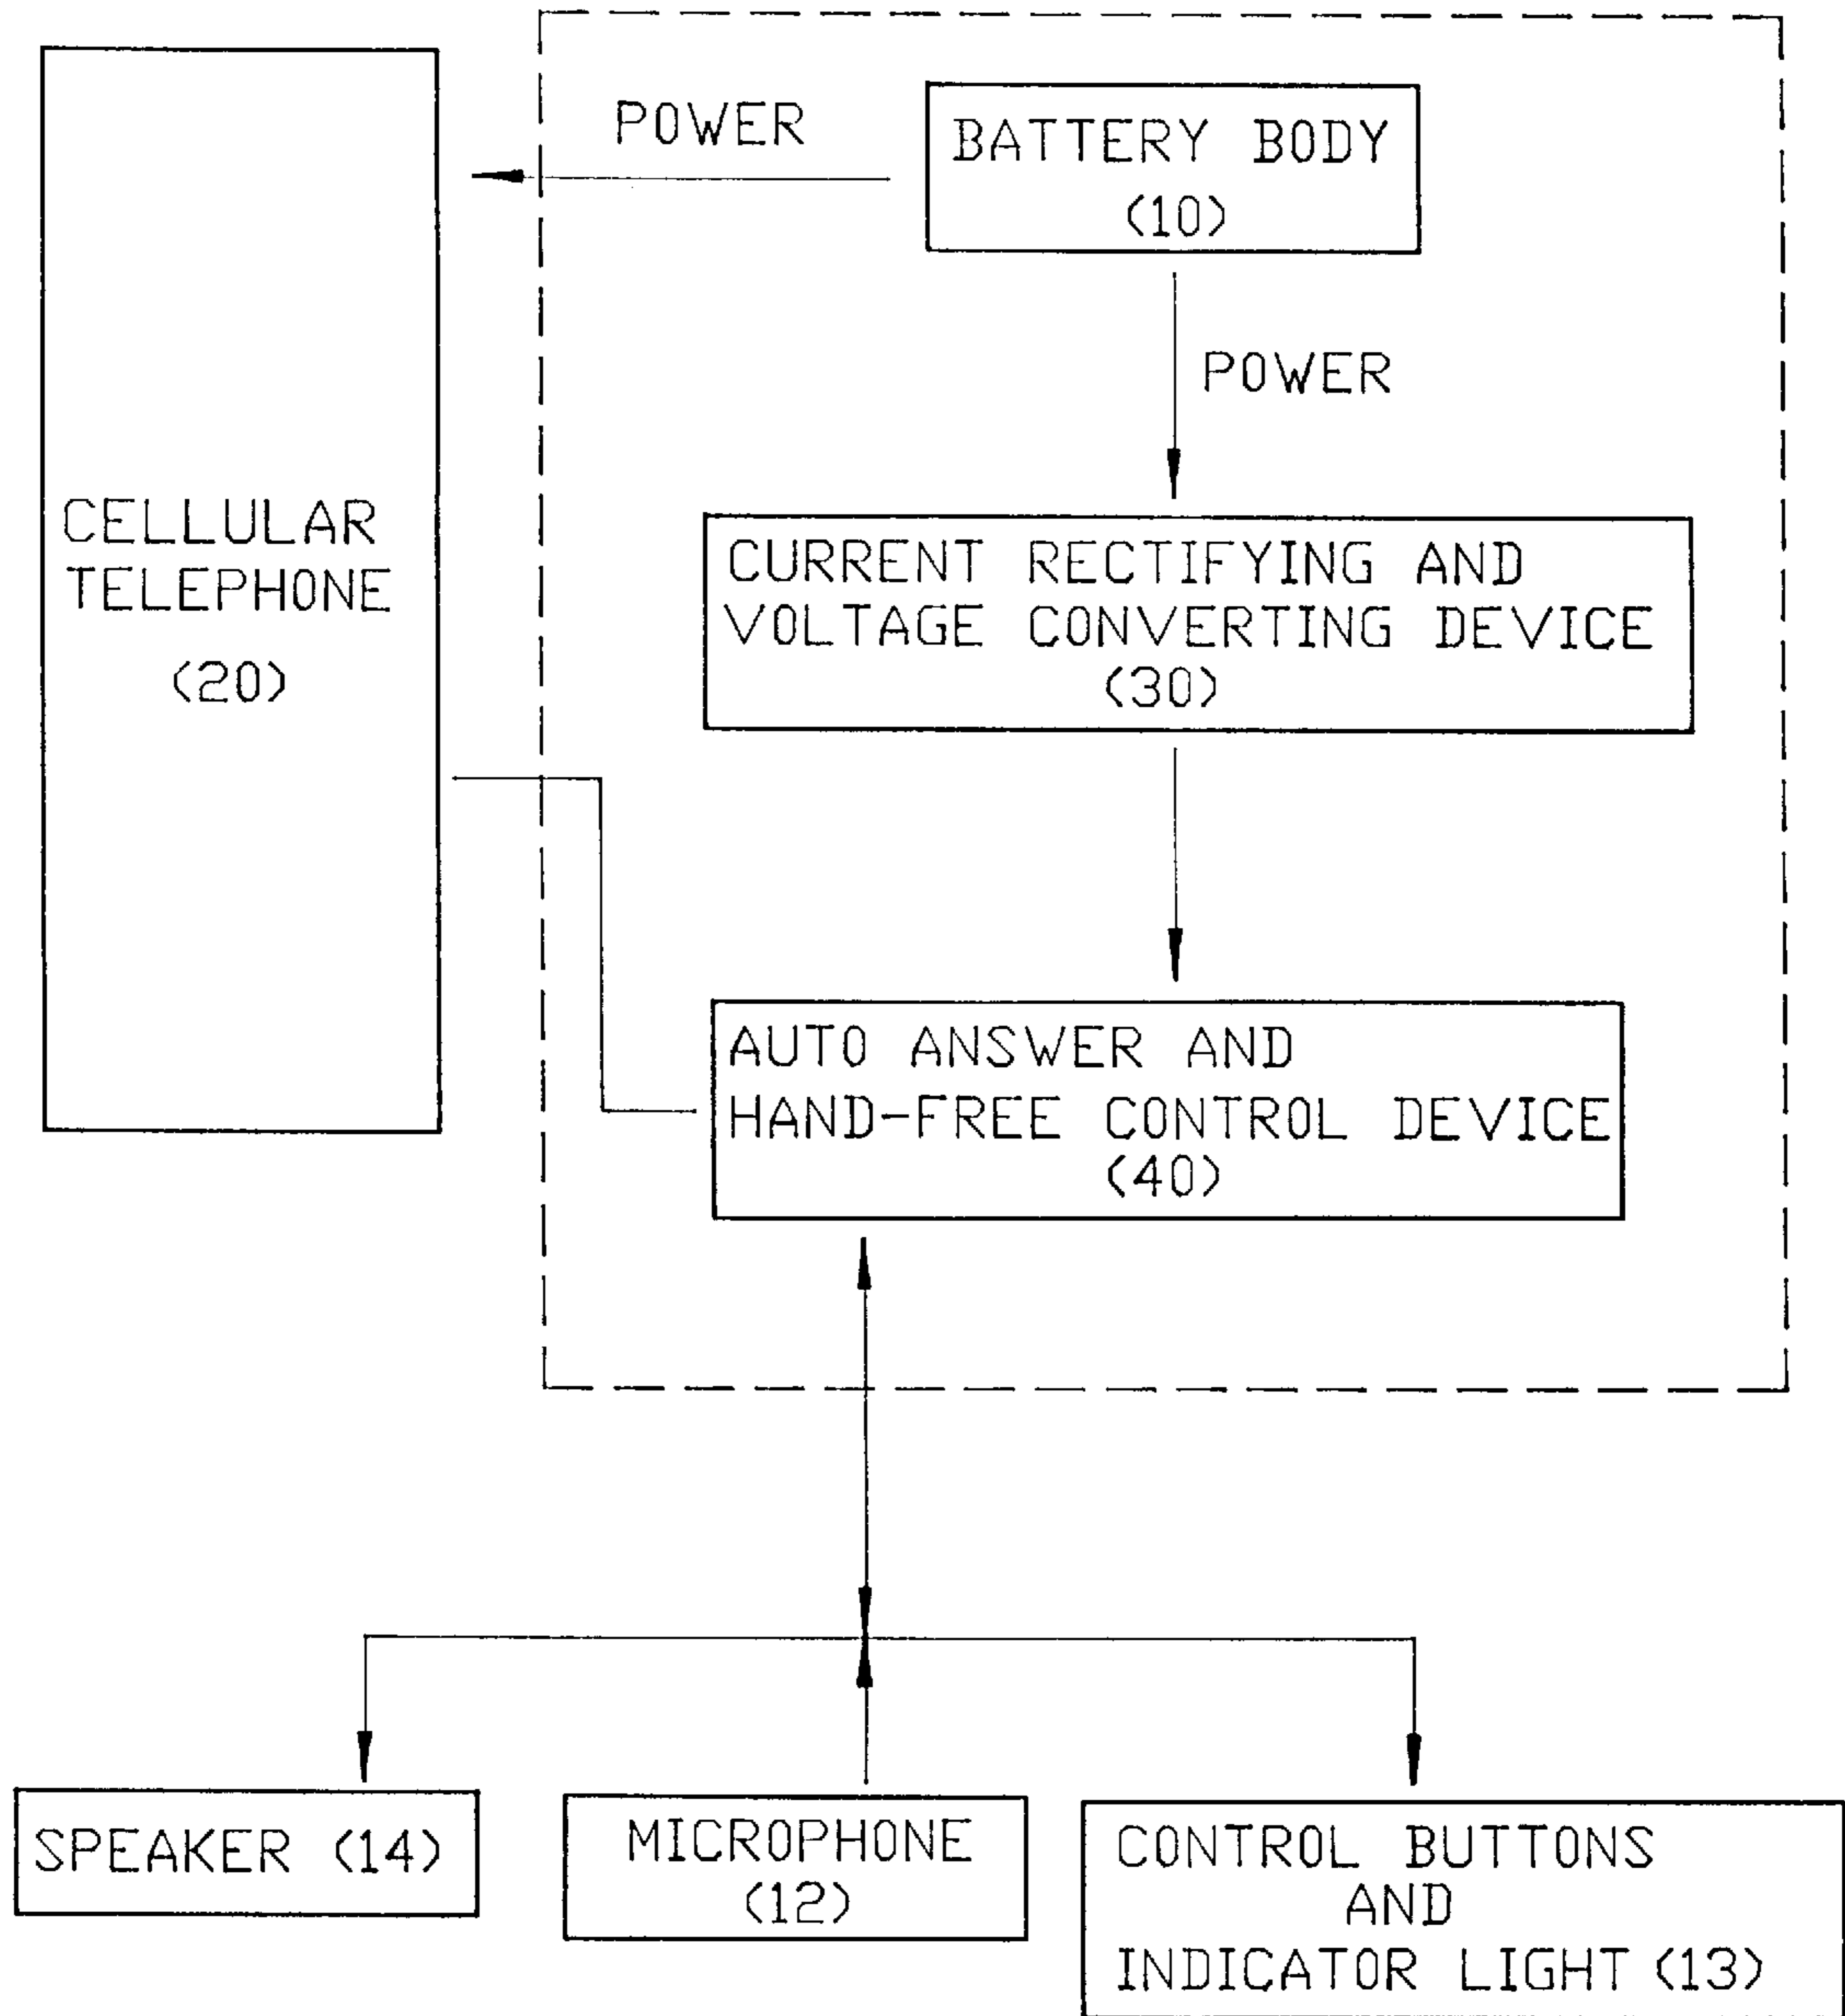 POWER
BATTERY BODY
(10)
POWER
CELLULAR
TELEPHONE
(20)
CURRENT RECTIFYING AND
VOLTAGE CONVERTING DEVICE
(30)
AUTO ANSWER AND
HAND-FREE CONTROL DEVICE
(40)
SPEAKER (14)
MICROPHONE
(12)
CONTROL BUTTONS
AND
INDICATOR LIGHT (13)